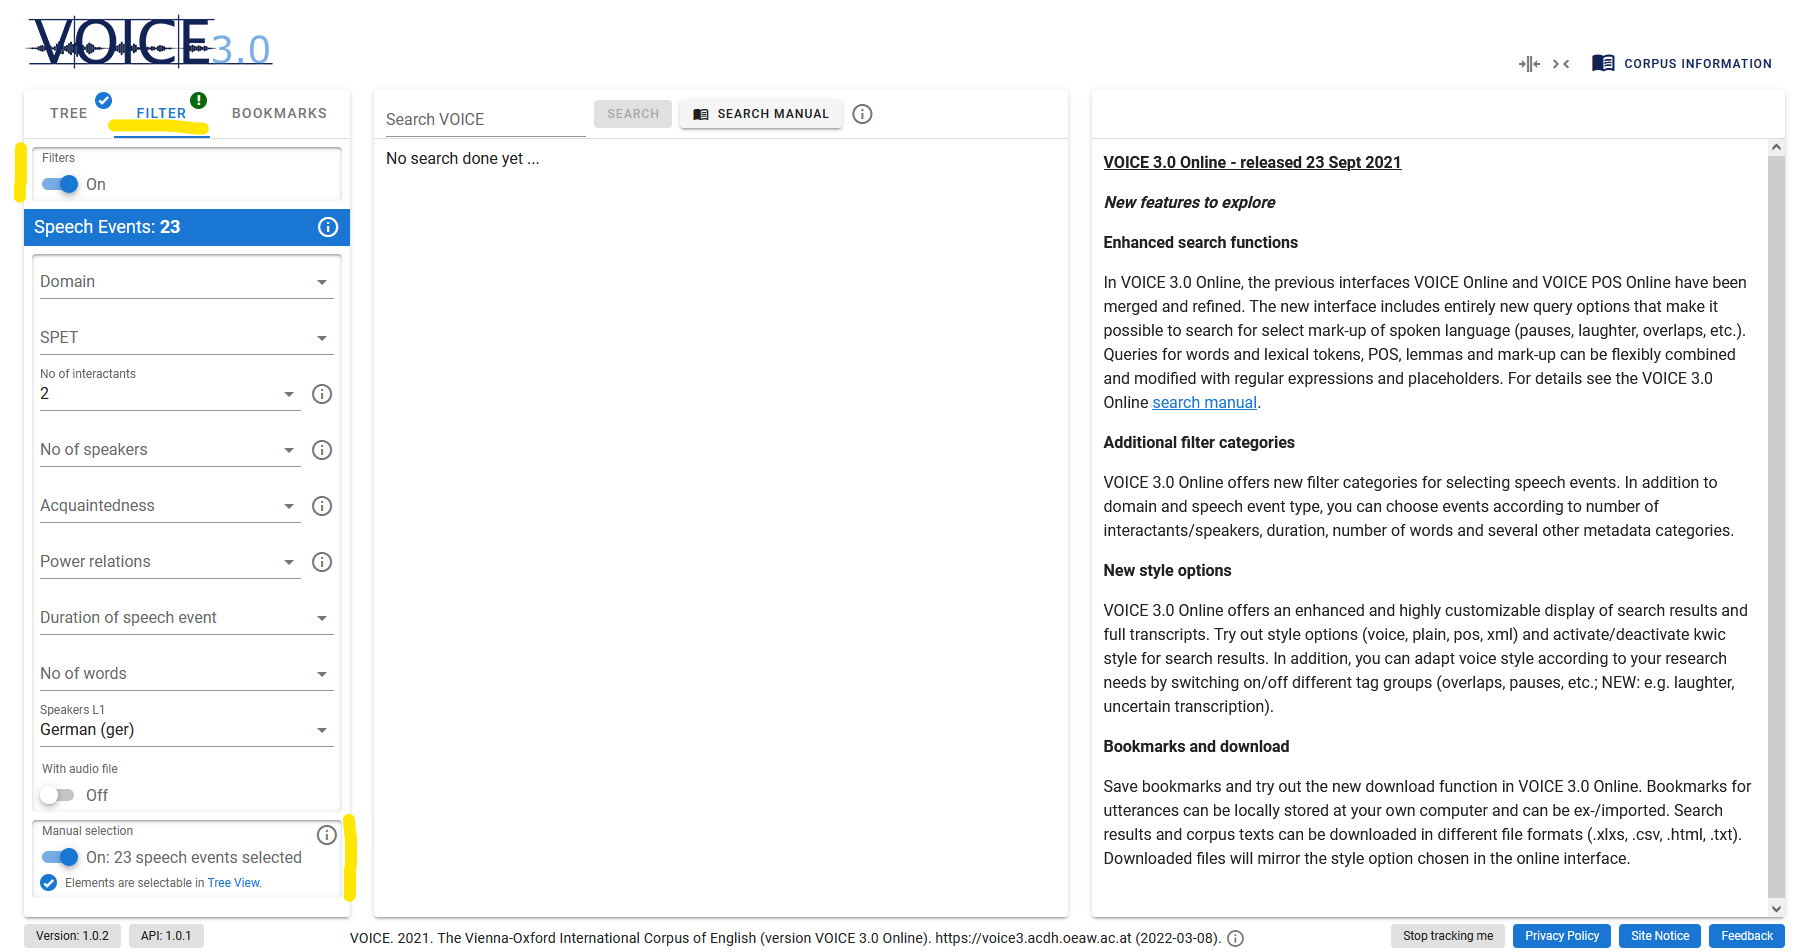 VOICE 3.0
CORPUS INFORMATION
TREE
FILTER
BOOKMARKS
Filters
On
Speech Events: 23
Domain
SPET
No of interactants
2
No of speakers
Acquaintedness
Power relations
Duration of speech event
No of words
Speakers L1
German (ger)
With audio file
Off
Manual selection
On: 23 speech events selected
Elements are selectable in Tree View.
Search VOICE
SEARCH
SEARCH MANUAL
No search done yet ...
VOICE 3.0 Online - released 23 Sept 2021
New features to explore
Enhanced search functions
In VOICE 3.0 Online, the previous interfaces VOICE Online and VOICE POS Online have been
merged and refined. The new interface includes entirely new query options that make it
possible to search for select mark-up of spoken language (pauses, laughter, overlaps, etc.).
Queries for words and lexical tokens, POS, lemmas and mark-up can be flexibly combined
and modified with regular expressions and placeholders. For details see the VOICE 3.0
Online search manual.
Additional filter categories
VOICE 3.0 Online offers new filter categories for selecting speech events. In addition to
domain and speech event type, you can choose events according to number of
interactants/speakers, duration, number of words and several other metadata categories.
New style options
VOICE 3.0 Online offers an enhanced and highly customizable display of search results and
full transcripts. Try out style options (voice, plain, pos, xml) and activate/deactivate kwic
style for search results. In addition, you can adapt voice style according to your research
needs by switching on/off different tag groups (overlaps, pauses, etc.; NEW: e.g. laughter,
uncertain transcription).
Bookmarks and download
Save bookmarks and try out the new download function in VOICE 3.0 Online. Bookmarks for
utterances can be locally stored at your own computer and can be ex-/imported. Search
results and corpus texts can be downloaded in different file formats (.xlxs, .csv, .html, .txt).
Downloaded files will mirror the style option chosen in the online interface.
Version: 1.0.2
API: 1.0.1
VOICE. 2021. The Vienna-Oxford International Corpus of English (version VOICE 3.0 Online). https://voice3.acdh.oeaw.ac.at (2022-03-08).
Stop tracking me
Privacy Policy
Site Notice
Feedback